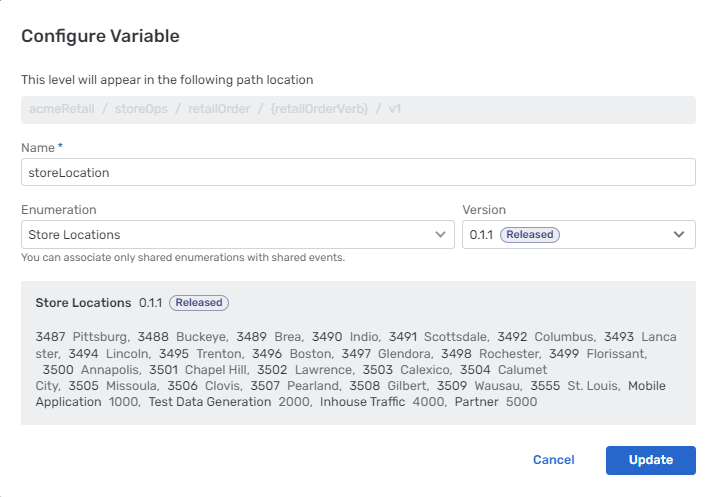 Configure Variable
This level will appear in the following path location
acmeRetail / storeOps / retailOrder / {retailOrderVerb} / v1
Name *
storeLocation
Enumeration Version
Store Locations 0.1.1 Released
You can associate only shared enumerations with shared events.
Store Locations 0.1.1 Released
3487 Pittsburg, 3488 Buckeye, 3489 Brea, 3490 Indio, 3491 Scottsdale, 3492 Columbus, 3493 Lanca
ster, 3494 Lincoln, 3495 Trenton, 3496 Boston, 3497 Glendora, 3498 Rochester, 3499 Florissant,
3500 Annapolis, 3501 Chapel Hill, 3502 Lawrence, 3503 Calexico, 3504 Calumet
City, 3505 Missoula, 3506 Clovis, 3507 Pearland, 3508 Gilbert, 3509 Wausau, 3555 St. Louis, Mobile
Application 1000, Test Data Generation 2000, Inhouse Traffic 4000, Partner 5000
Cancel Update